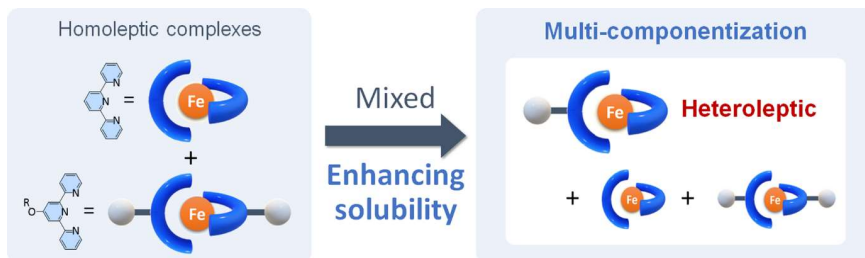 Homoleptic complexes
N
N
N
=
Fe
+
R
O
N
N
N
=
Fe
Mixed
Enhancing
solubility
Multi-componentization
Fe
Heteroleptic
+
Fe
+
Fe